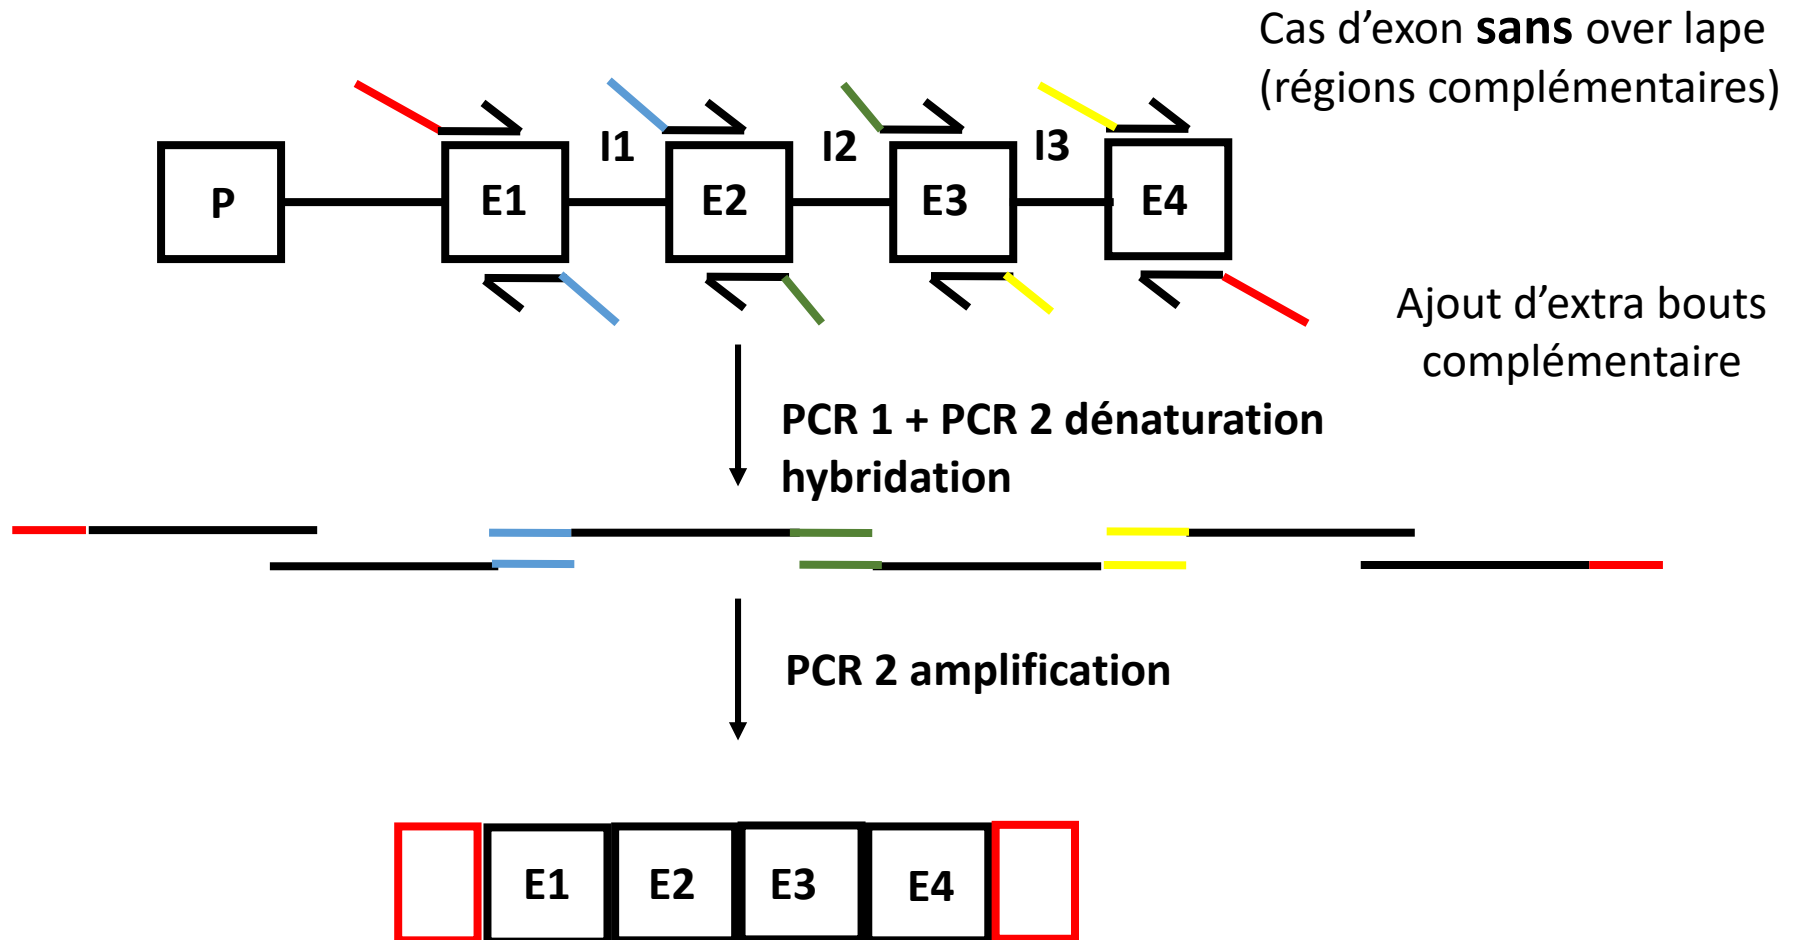 Cas d'exon sans over lape
(régions complémentaires)
I1 I2 I3
P E1 E2 E3 E4
Ajout d'extra bouts
complémentaire
PCR 1 + PCR 2 dénaturation
hybridation
PCR 2 amplification
E1 E2 E3 E4